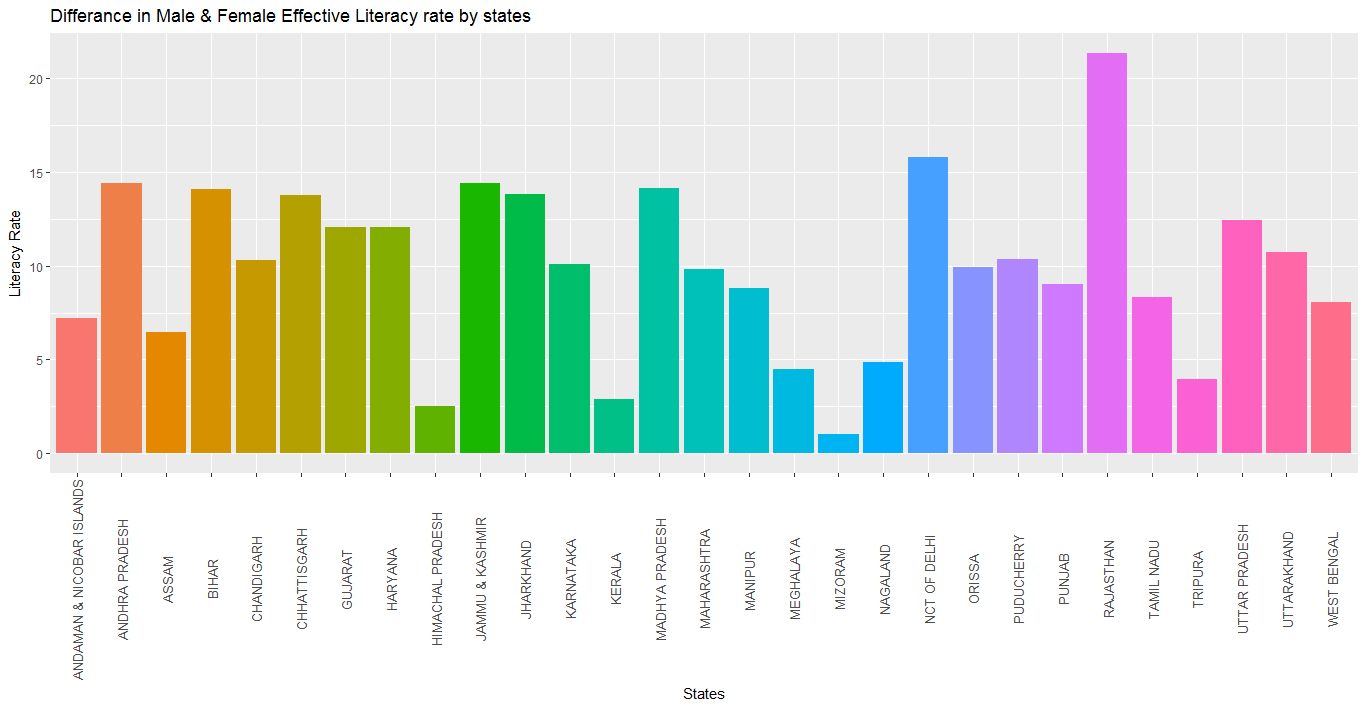 Differance in Male & Female Effective Literacy rate by states
Literacy Rate
20
15
10
5
0
ANDAMAN & NICOBAR ISLANDS
ANDHRA PRADESH
ASSAM
BIHAR
CHANDIGARH
CHHATTISGARH
GUJARAT
HARYANA
HIMACHAL PRADESH
JAMMU & KASHMIR
JHARKHAND
KARNATAKA
KERALA
MADHYA PRADESH
MAHARASHTRA
MANIPUR
MEGHALAYA
MIZORAM
NAGALAND
NCT OF DELHI
ORISSA
PUDUCHERRY
PUNJAB
RAJASTHAN
TAMIL NADU
TRIPURA
UTTAR PRADESH
UTTARAKHAND
WEST BENGAL
States